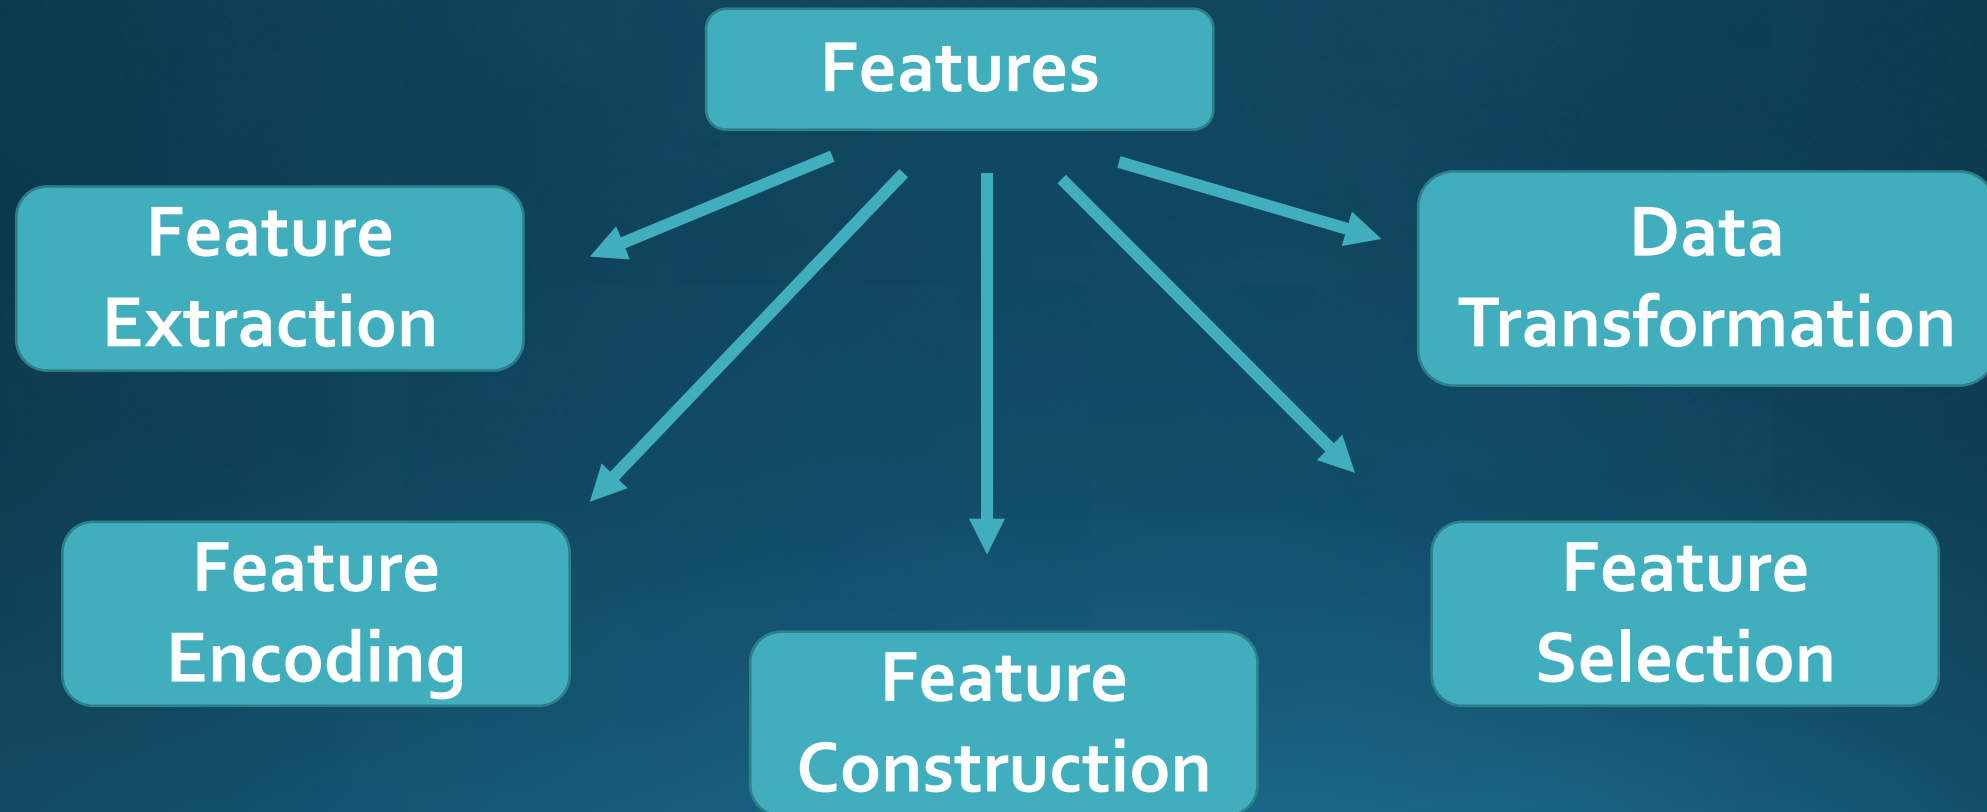 Features
Feature
Extraction
Data
Transformation
Feature
Encoding
Feature
Construction
Feature
Selection